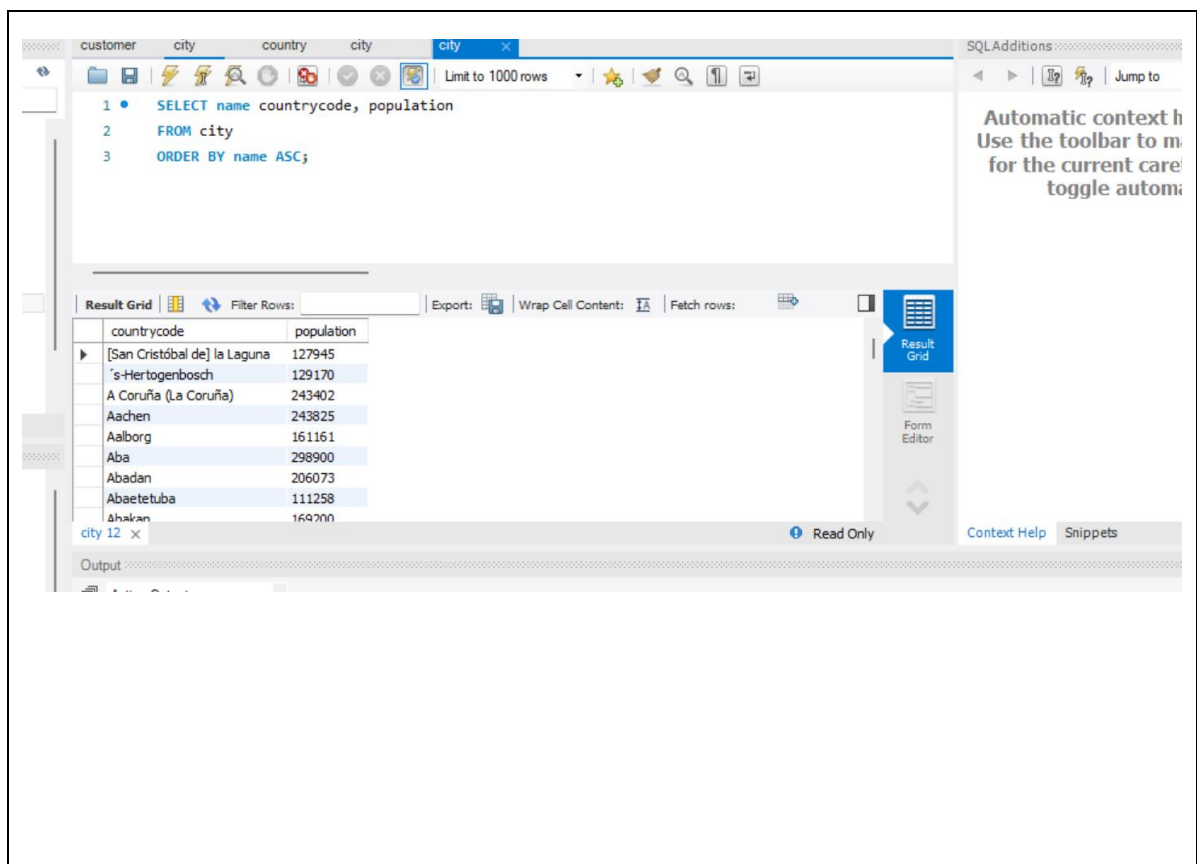 customer city country city city ×
SQLAdditions
Limit to 1000 rows
Jump to
1 SELECT name countrycode, population
2 FROM city
3 ORDER BY name ASC;
Automatic context h
Use the toolbar to m
for the current care
toggle automa
Result Grid Filter Rows: Export: Wrap Cell Content: IA Fetch rows:
countrycode population
[San Cristóbal de] la Laguna 127945
´s-Hertogenbosch 129170
A Coruña (La Coruña) 243402
Aachen 243825
Aalborg 161161
Aba 298900
Abadan 206073
Abaetetuba 111258
Abakan 169200
Result
Grid
Form
Editor
city 12 ×
Read Only
Context Help Snippets
Output